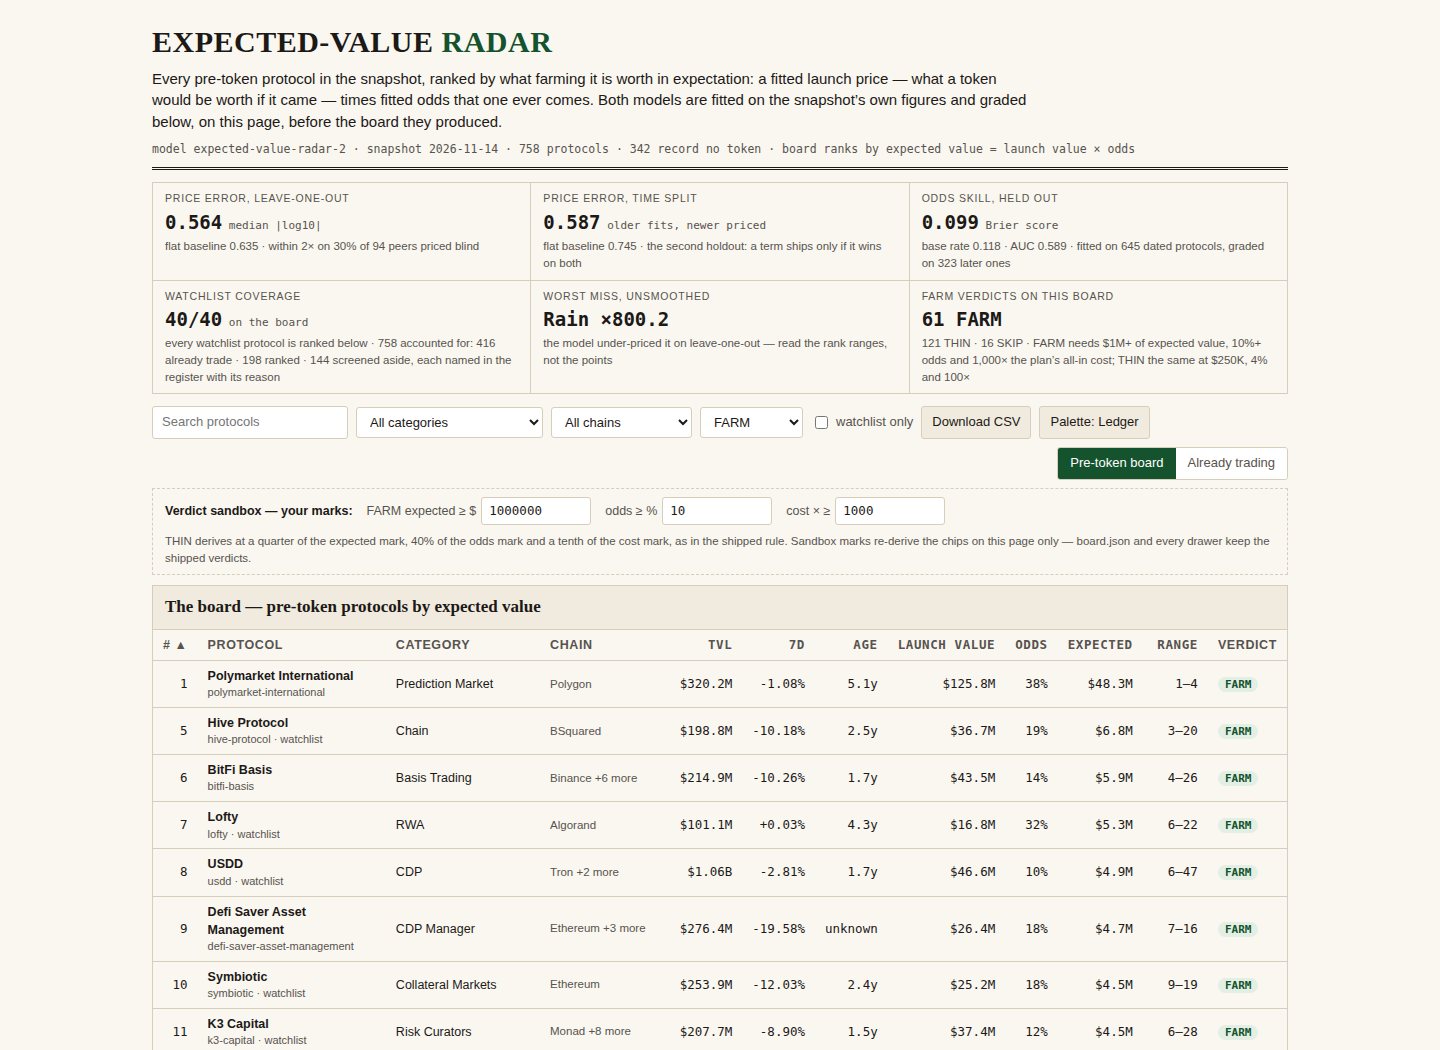 EXPECTED-VALUE RADAR
Every pre-token protocol in the snapshot, ranked by what farming it is worth in expectation: a fitted launch price — what a token
would be worth if it came — times fitted odds that one ever comes. Both models are fitted on the snapshot's own figures and graded
below, on this page, before the board they produced.
model expected-value-radar-2 · snapshot 2026-11-14 · 758 protocols · 342 record no token · board ranks by expected value = launch value × odds
PRICE ERROR, LEAVE-ONE-OUT
0.564 median |log10|
flat baseline 0.635 · within 2× on 30% of 94 peers priced blind
PRICE ERROR, TIME SPLIT
0.587 older fits, newer priced
flat baseline 0.745 · the second holdout: a term ships only if it wins
on both
ODDS SKILL, HELD OUT
0.099 Brier score
base rate 0.118 · AUC 0.589 · fitted on 645 dated protocols, graded
on 323 later ones
WATCHLIST COVERAGE
40/40 on the board
every watchlist protocol is ranked · 758 accounted for: 416
already trade · 198 ranked · 144 screened aside, each named in the
register with its reason
WORST MISS, UNSMOOTHED
Rain ×800.2
the model under-priced it on leave-one-out — read the rank ranges,
not the points
FARM VERDICTS ON THIS BOARD
61 FARM
121 THIN · 16 SKIP · FARM needs $1M+ of expected value, 10%+
odds and 1,000× the plan's all-in cost; THIN the same at $250K, 4%
and 100×
Search protocols All categories All chains FARM watchlist only Download CSV Palette: Ledger
Pre-token board Already trading
Verdict sandbox — your marks: FARM expected ≥ $ 1000000 odds ≥ % 10 cost × ≥ 1000
THIN derives at a quarter of the expected mark, 40% of the odds mark and a tenth of the cost mark, as in the shipped rule. Sandbox marks re-derive the chips on this page only — board.json and every drawer keep the
shipped verdicts.
The board — pre-token protocols by expected value
# ▲ PROTOCOL CATEGORY CHAIN TVL 7D AGE LAUNCH VALUE ODDS EXPECTED RANGE VERDICT
1 Polymarket International Prediction Market Polygon $320.2M -1.08% 5.1y $125.8M 38% $48.3M 1–4 FARM
polymarket-international
5 Hive Protocol Chain BSquared $198.8M -10.18% 2.5y $36.7M 19% $6.8M 3–20 FARM
hive-protocol · watchlist
6 BitFi Basis Basis Trading Binance +6 more $214.9M -10.26% 1.7y $43.5M 14% $5.9M 4–26 FARM
bitfi-basis
7 Lofty RWA Algorand $101.1M +0.03% 4.3y $16.8M 32% $5.3M 6–22 FARM
lofty · watchlist
8 USDD CDP Tron +2 more $1.06B -2.81% 1.7y $46.6M 10% $4.9M 6–47 FARM
usdd · watchlist
9 Defi Saver Asset Management CDP Manager Ethereum +3 more $276.4M -19.58% unknown $26.4M 18% $4.7M 7–16 FARM
defi-saver-asset-management
10 Symbiotic Collateral Markets Ethereum $253.9M -12.03% 2.4y $25.2M 18% $4.5M 9–19 FARM
symbiotic · watchlist
11 K3 Capital Risk Curators Monad +8 more $207.7M -8.90% 1.5y $37.4M 12% $4.5M 6–28 FARM
k3-capital · watchlist